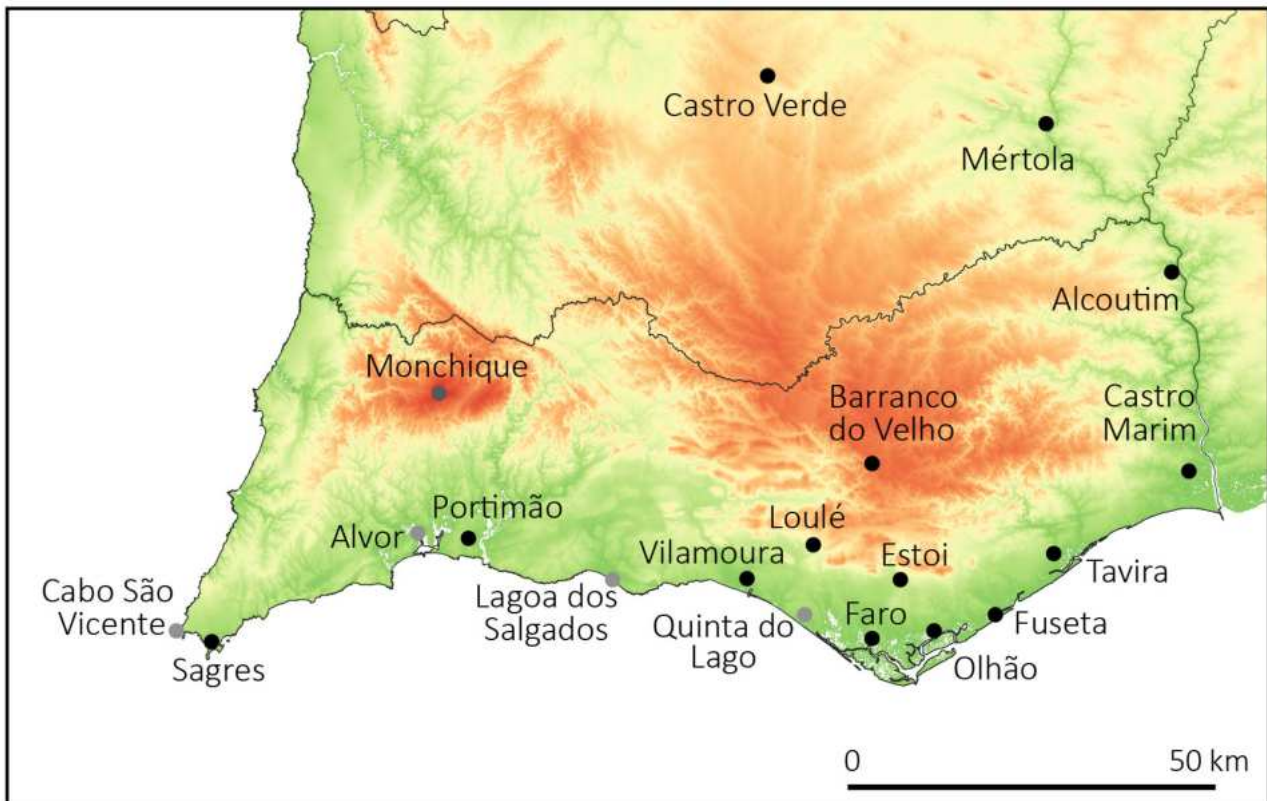 Castro Verde
Mértola
Alcoutim
Monchique
Barranco
do Velho
Castro
Marim
Portimão
Alvor
Loulé
Vilamoura
Estoi
Tavira
Cabo São
Vicente
Lagoa dos
Salgados
Quinta do
Lago
Faro
Fuseta
Sagres
Olhão
0 50 km